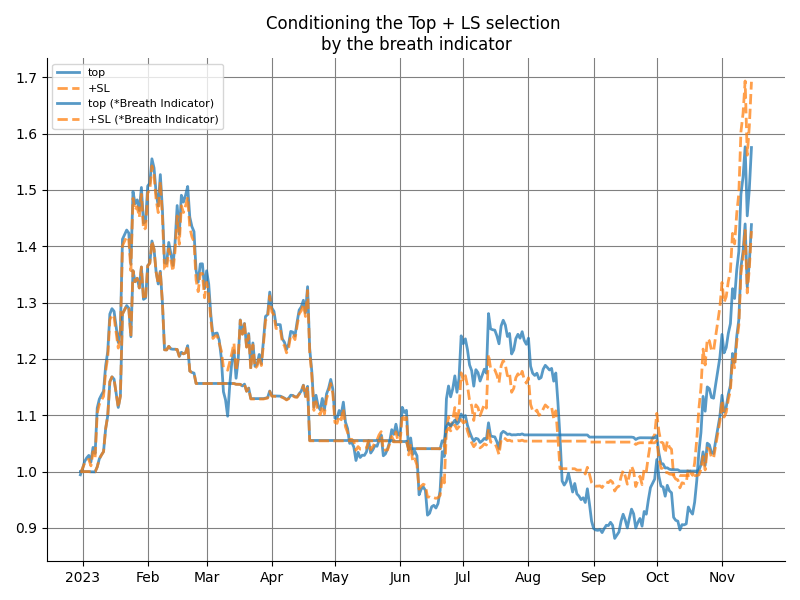 Conditioning the Top + LS selection
by the breath indicator
top
+SL
top (*Breath Indicator)
+SL (*Breath Indicator)
1.7
1.6
1.5
1.4
1.3
1.2
1.1
1.0
0.9
2023
Feb
Mar
Apr
May
Jun
Jul
Aug
Sep
Oct
Nov